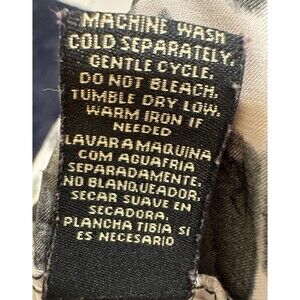 MACHINE WASH
COLD SEPARATELY,
GENTLE CYCLE.
DO NOT BLEACH.
TUMBLE DRY LOW.
WARM IRON IF
NEEDED
LAVAR A MAQUINA
COM AGUAFRIA
SEPARADAMENTE.
NO BLANQUEADOR.
SECAR SUAVE EN
SECADORA.
PLANCHA TIBIA SI
ES NECESARIO